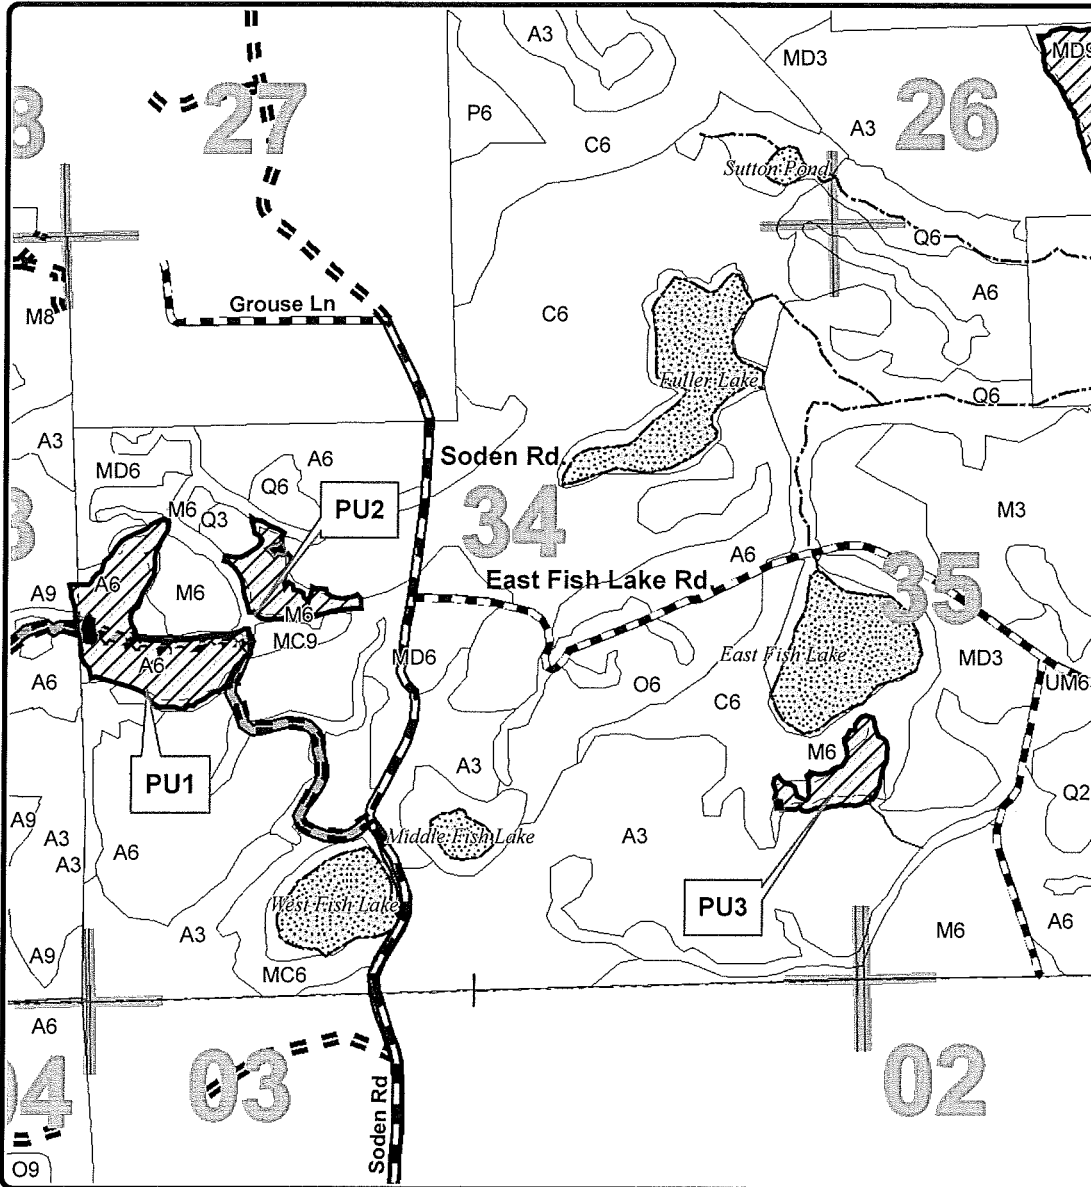 A3
MD3
MD9
27
26
8
P6
C6
A3
Sutton Pond
Q6
M8
Grouse Ln
C6
A6
Fuller Lake
Q6
A3
MD6
A6
Soden Rd
Q6
M6
Q3
PU2
34
M3
3
A6
A9
A6
M6
East Fish Lake Rd
35
M6
MC9
A6
MD6
East Fish Lake
MD3
A6
O6
C6
UM6
M6
PU1
A3
Q2
A9
A3
A3
A6
Middle Fish Lake
A3
West Fish Lake
PU3
A3
M6
A6
A9
MC6
A6
03
02
04
Soden Rd
O9